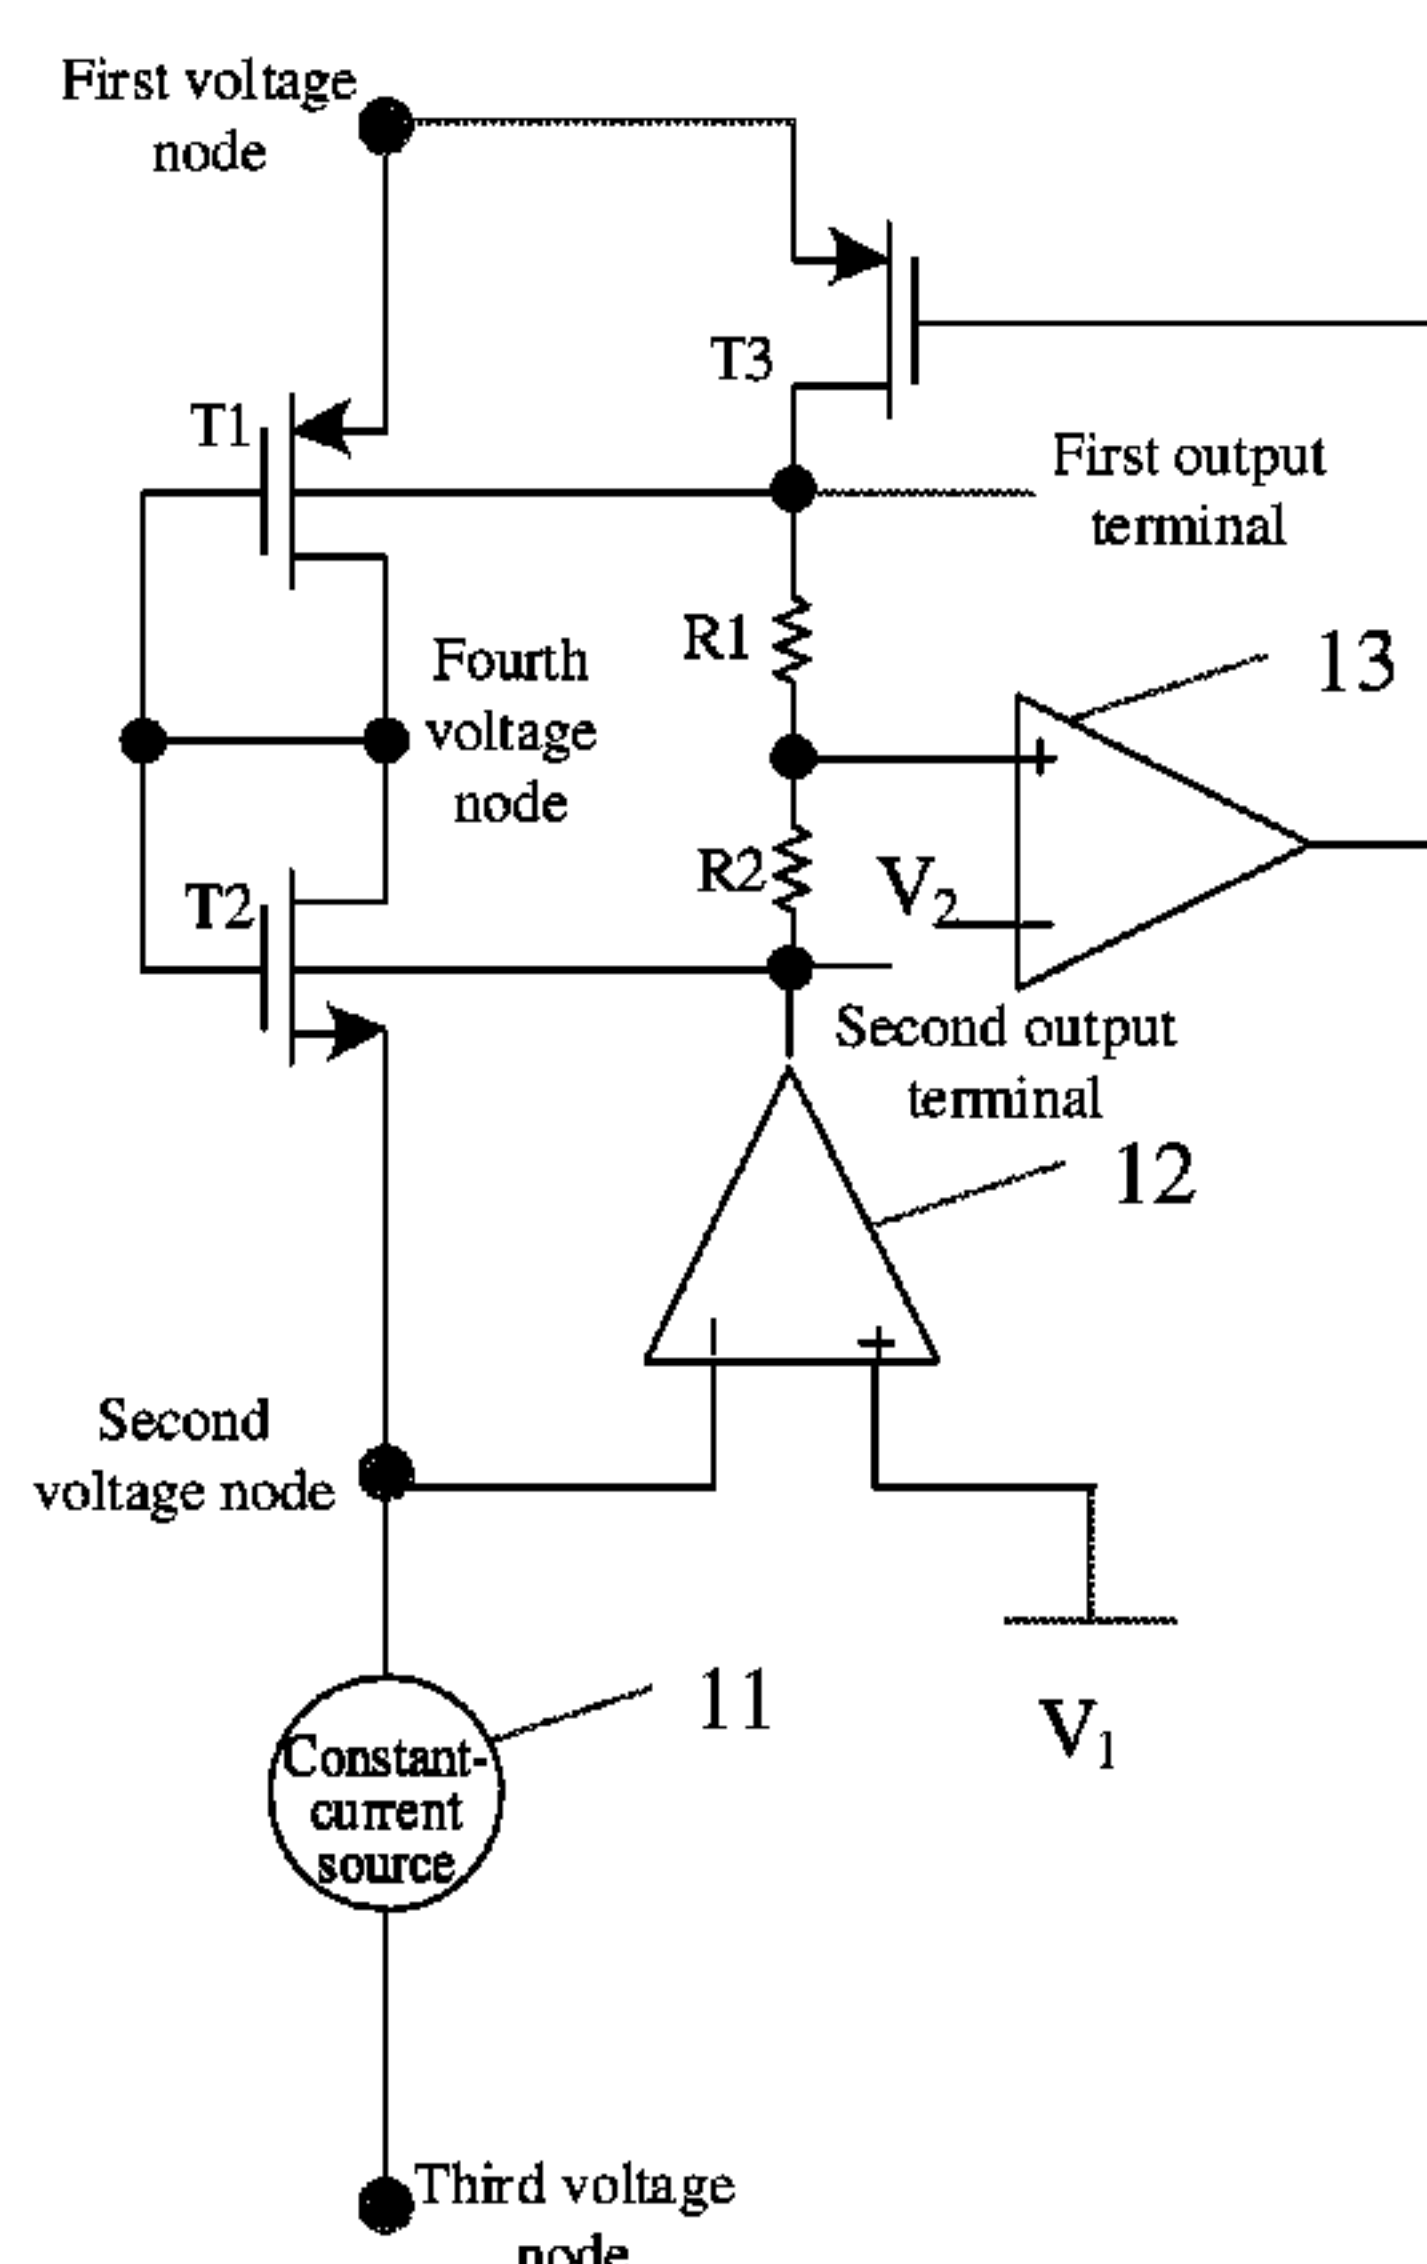 First voltage
node
T3
T1
First output
terminal
R1
13
Fourth
voltage
node
+
R2
V2
T2
Second output
terminal
12
+
Second
voltage node
11
V1
Constant-
current
source
Third voltage
node